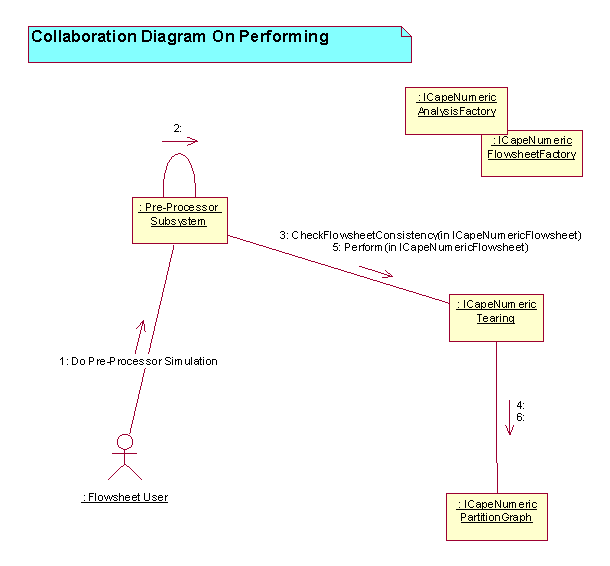 Collaboration Diagram On Performing
: ICapeNumeric
AnalysisFactory
: ICapeNumeric
FlowsheetFactory
2:
: Pre-Processor
Subsystem
3: CheckFlowsheetConsistency(in ICapeNumericFlowsheet)
5: Perform(in ICapeNumericFlowsheet)
: ICapeNumeric
Tearing
1: Do Pre-Processor Simulation
4:
6:
: Flowsheet User
: ICapeNumeric
PartitionGraph